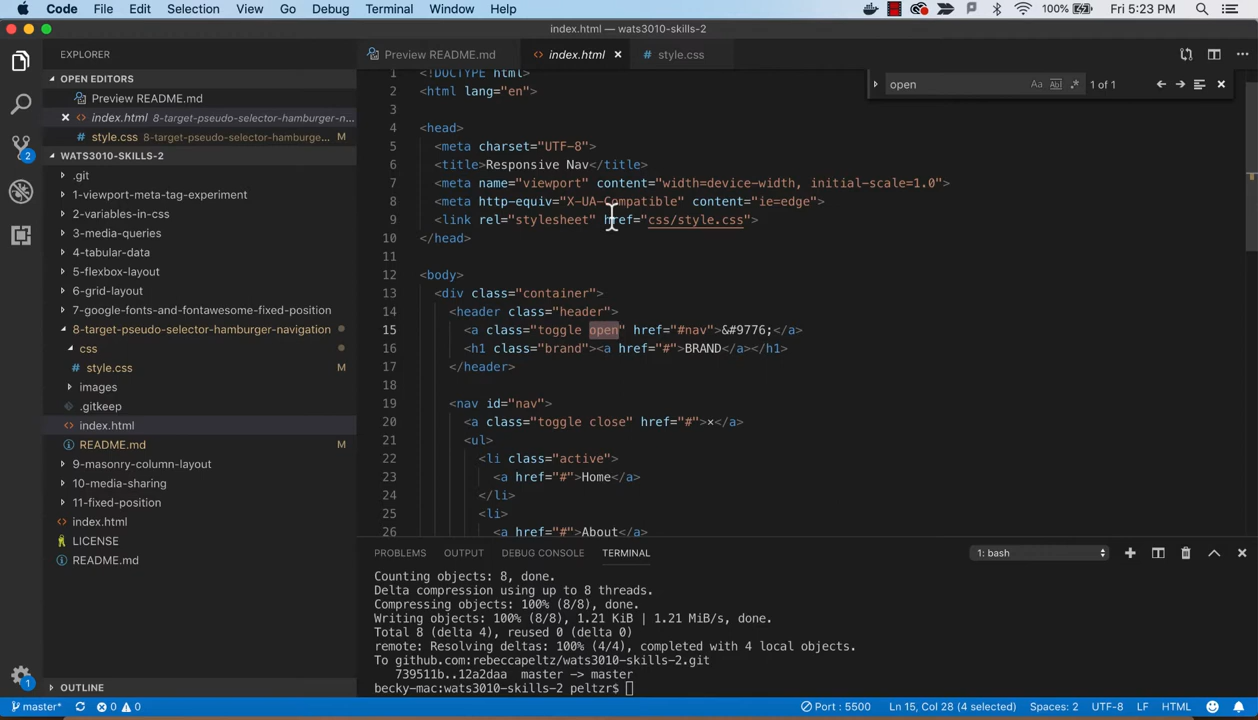 Code File Edit Selection View Go Debug Terminal Window Help 100% Fri 5:23 PM
index.html — wats3010-skills-2
EXPLORER
OPEN EDITORS
Preview README.md
index.html 8-target-pseudo-selector-hamburger-n...
style.css 8-target-pseudo-selector-hamburge... M
WATS3010-SKILLS-2
.git
1-viewport-meta-tag-experiment
2-variables-in-css
3-media-queries
4-tabular-data
5-flexbox-layout
6-grid-layout
7-google-fonts-and-fontawesome-fixed-position
8-target-pseudo-selector-hamburger-navigation
css
style.css M
images
.gitkeep
index.html
README.md M
9-masonry-column-layout
10-media-sharing
11-fixed-position
index.html
LICENSE
README.md
OUTLINE
2
1
Preview README.md index.html style.css
open Aa Abl .* 1 of 1
1 <!DOCTYPE html>
2 <html lang="en">
3
4 <head>
5 <meta charset="UTF-8">
6 <title>Responsive Nav</title>
7 <meta name="viewport" content="width=device-width, initial-scale=1.0">
8 <meta http-equiv="X-UA-Compatible" content="ie=edge">
9 <link rel="stylesheet" href="css/style.css">
10 </head>
11
12 <body>
13 <div class="container">
14 <header class="header">
15 <a class="toggle open" href="#nav">&#9776;</a>
16 <h1 class="brand"><a href="#">BRAND</a></h1>
17 </header>
18
19 <nav id="nav">
20 <a class="toggle close" href="#">×</a>
21 <ul>
22 <li class="active">
23 <a href="#">Home</a>
24 </li>
25 <li>
26 <a href="#">About</a>
PROBLEMS OUTPUT DEBUG CONSOLE TERMINAL 1: bash
Counting objects: 8, done.
Delta compression using up to 8 threads.
Compressing objects: 100% (8/8), done.
Writing objects: 100% (8/8), 1.21 KiB | 1.21 MiB/s, done.
Total 8 (delta 4), reused 0 (delta 0)
remote: Resolving deltas: 100% (4/4), completed with 4 local objects.
To github.com:rebeccapeltz/wats3010-skills-2.git
739511b..12a2daa master -> master
becky-mac:wats3010-skills-2 peltzr$
master* 0 0 Port : 5500 Ln 15, Col 28 (4 selected) Spaces: 2 UTF-8 LF HTML